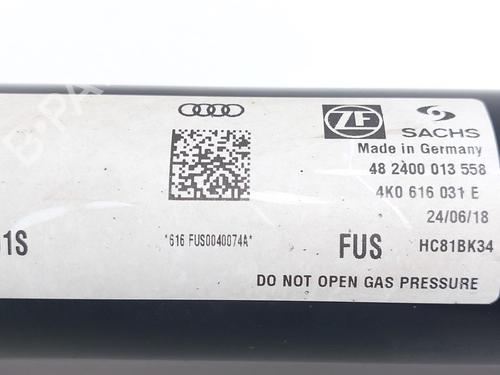 ZF SACHS
Made in Germany
48 2400 013 558
4K0 616 031 E
24/06/18
*616 FUS0040074A*
FUS
HC81BK34
DO NOT OPEN GAS PRESSURE